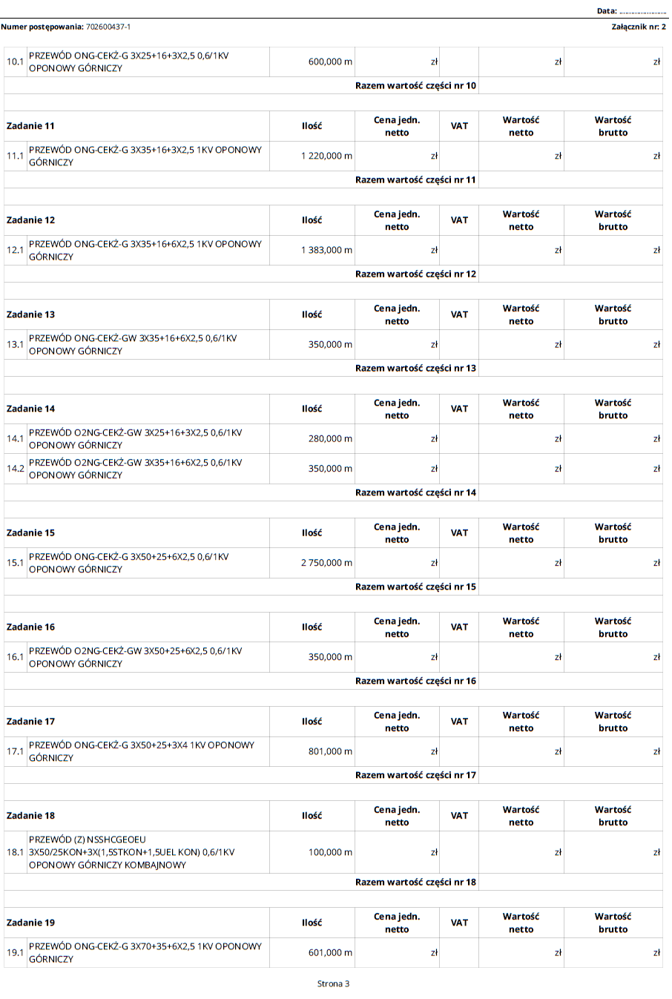 Data: ........................
Numer postępowania: 702600437-1 Załącznik nr: 2
10.1 PRZEWÓD ONG-CEKŻ-G 3X25+16+3X2,5 0,6/1KV OPONOWY GÓRNICZY 600,000 m zł zł zł
Razem wartość części nr 10
Zadanie 11 Ilość Cena jedn. netto VAT Wartość netto Wartość brutto
11.1 PRZEWÓD ONG-CEKŻ-G 3X35+16+3X2,5 1KV OPONOWY GÓRNICZY 1 220,000 m zł zł zł
Razem wartość części nr 11
Zadanie 12 Ilość Cena jedn. netto VAT Wartość netto Wartość brutto
12.1 PRZEWÓD ONG-CEKŻ-G 3X35+16+6X2,5 1KV OPONOWY GÓRNICZY 1 383,000 m zł zł zł
Razem wartość części nr 12
Zadanie 13 Ilość Cena jedn. netto VAT Wartość netto Wartość brutto
13.1 PRZEWÓD ONG-CEKŻ-GW 3X35+16+6X2,5 0,6/1KV OPONOWY GÓRNICZY 350,000 m zł zł zł
Razem wartość części nr 13
Zadanie 14 Ilość Cena jedn. netto VAT Wartość netto Wartość brutto
14.1 PRZEWÓD O2NG-CEKŻ-GW 3X25+16+3X2,5 0,6/1KV OPONOWY GÓRNICZY 280,000 m zł zł zł
14.2 PRZEWÓD O2NG-CEKŻ-GW 3X35+16+6X2,5 0,6/1KV OPONOWY GÓRNICZY 350,000 m zł zł zł
Razem wartość części nr 14
Zadanie 15 Ilość Cena jedn. netto VAT Wartość netto Wartość brutto
15.1 PRZEWÓD ONG-CEKŻ-G 3X50+25+6X2,5 0,6/1KV OPONOWY GÓRNICZY 2 750,000 m zł zł zł
Razem wartość części nr 15
Zadanie 16 Ilość Cena jedn. netto VAT Wartość netto Wartość brutto
16.1 PRZEWÓD O2NG-CEKŻ-GW 3X50+25+6X2,5 0,6/1KV OPONOWY GÓRNICZY 350,000 m zł zł zł
Razem wartość części nr 16
Zadanie 17 Ilość Cena jedn. netto VAT Wartość netto Wartość brutto
17.1 PRZEWÓD ONG-CEKŻ-G 3X50+25+3X4 1KV OPONOWY GÓRNICZY 801,000 m zł zł zł
Razem wartość części nr 17
Zadanie 18 Ilość Cena jedn. netto VAT Wartość netto Wartość brutto
18.1 PRZEWÓD (Z) NSSHCGEOEU 3X50/25KON+3X(1,5STKON+1,5UEL KON) 0,6/1KV OPONOWY GÓRNICZY KOMBAJNOWY 100,000 m zł zł zł
Razem wartość części nr 18
Zadanie 19 Ilość Cena jedn. netto VAT Wartość netto Wartość brutto
19.1 PRZEWÓD ONG-CEKŻ-G 3X70+35+6X2,5 1KV OPONOWY GÓRNICZY 601,000 m zł zł zł
Strona 3